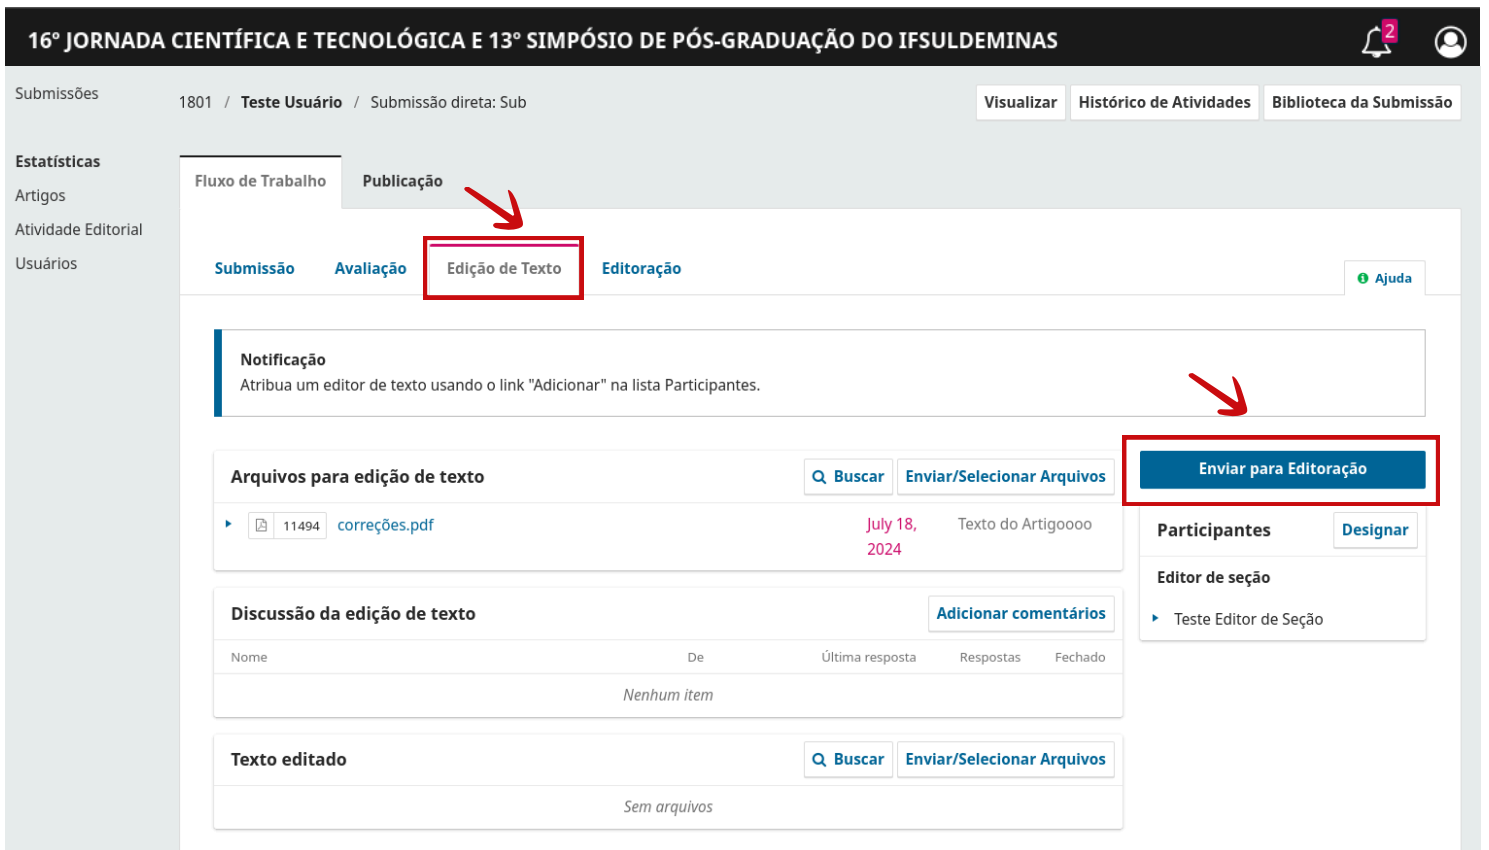 16º JORNADA CIENTÍFICA E TECNOLÓGICA E 13º SIMPÓSIO DE PÓS-GRADUAÇÃO DO IFSULDEMINAS
2
Submissões
Estatísticas
Artigos
Atividade Editorial
Usuários
1801 / Teste Usuário / Submissão direta: Sub
Visualizar
Histórico de Atividades
Biblioteca da Submissão
Fluxo de Trabalho
Publicação
Submissão
Avaliação
Edição de Texto
Editoração
Ajuda
Notificação
Atribua um editor de texto usando o link "Adicionar" na lista Participantes.
Arquivos para edição de texto
Buscar
Enviar/Selecionar Arquivos
11494 correções.pdf
July 18,
2024
Texto do Artigoooo
Discussão da edição de texto
Adicionar comentários
Nome De Última resposta Respostas Fechado
Nenhum item
Texto editado
Buscar
Enviar/Selecionar Arquivos
Sem arquivos
Enviar para Editoração
Participantes
Designar
Editor de seção
Teste Editor de Seção